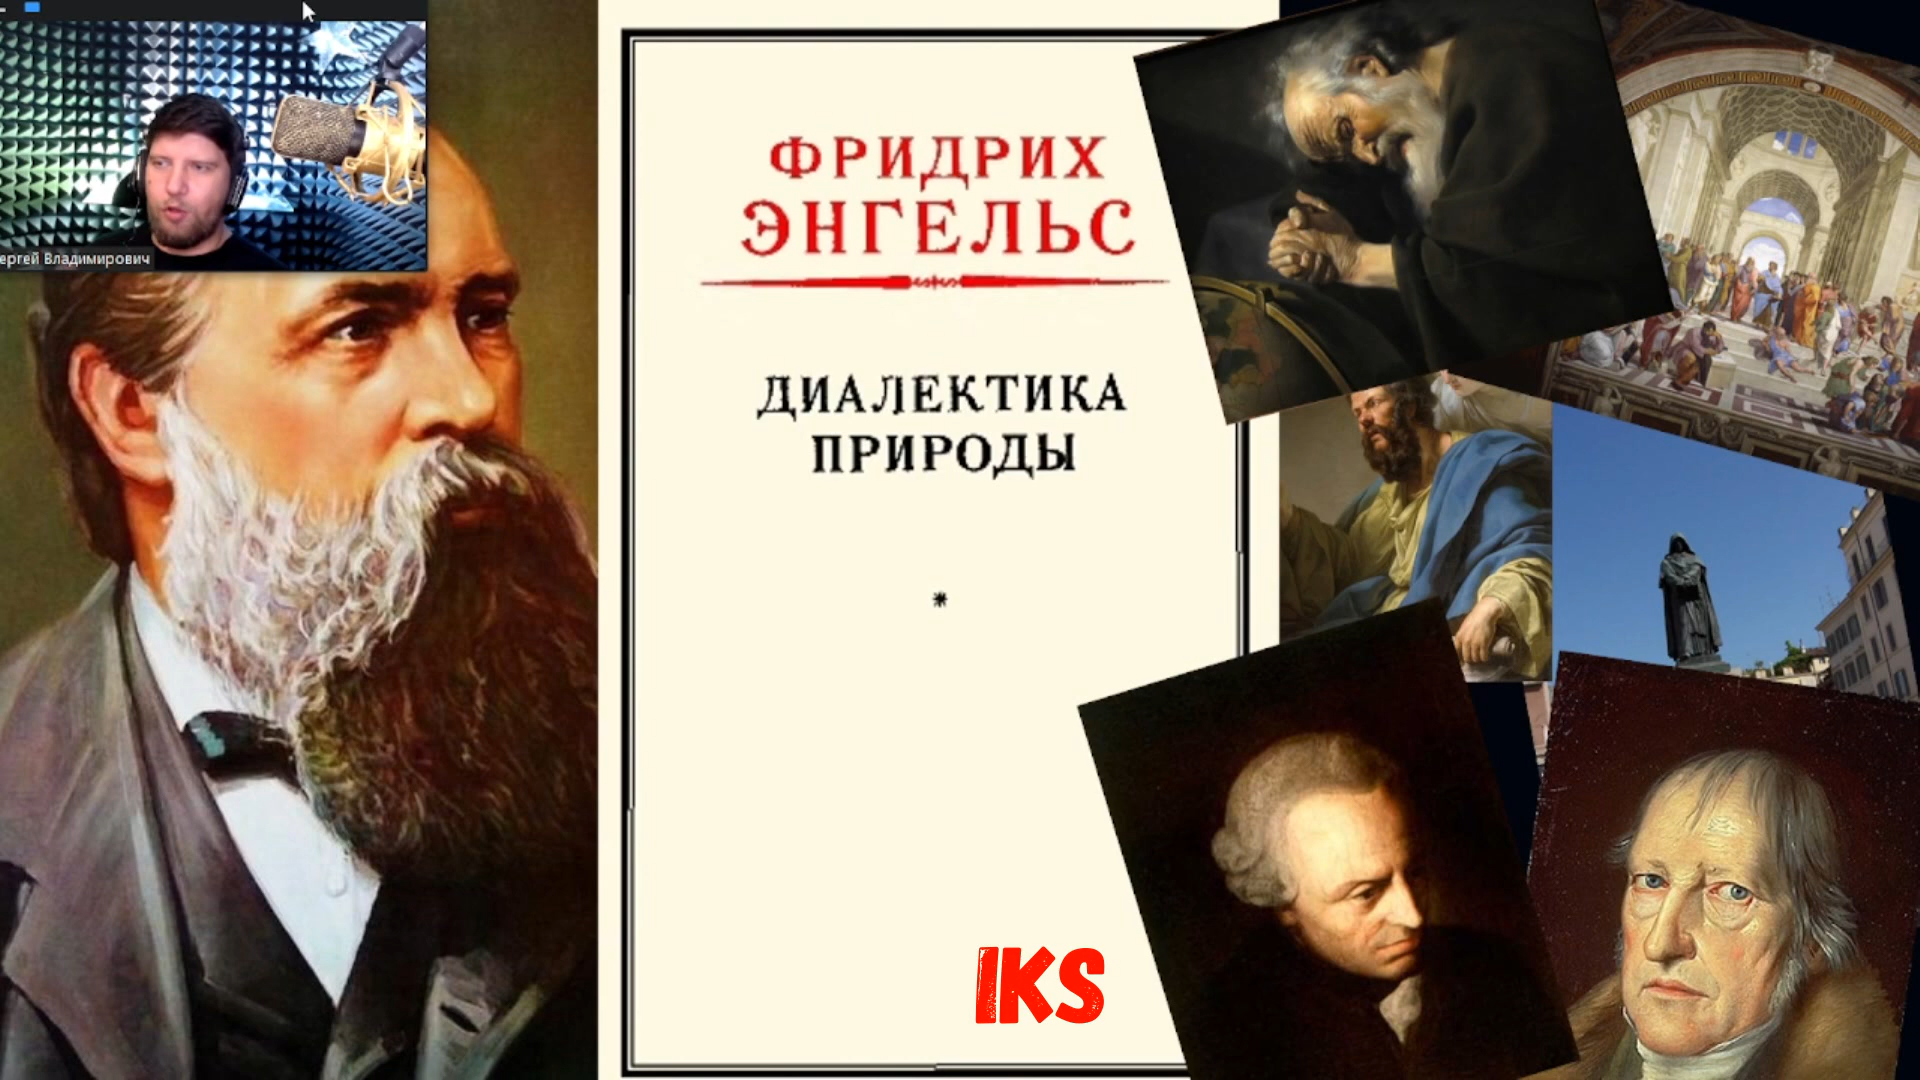 ергей Владимирович
ФРИДРИХ
ЭНГЕЛЬС
ДИАЛЕКТИКА
ПРИРОДЫ
*
IKS